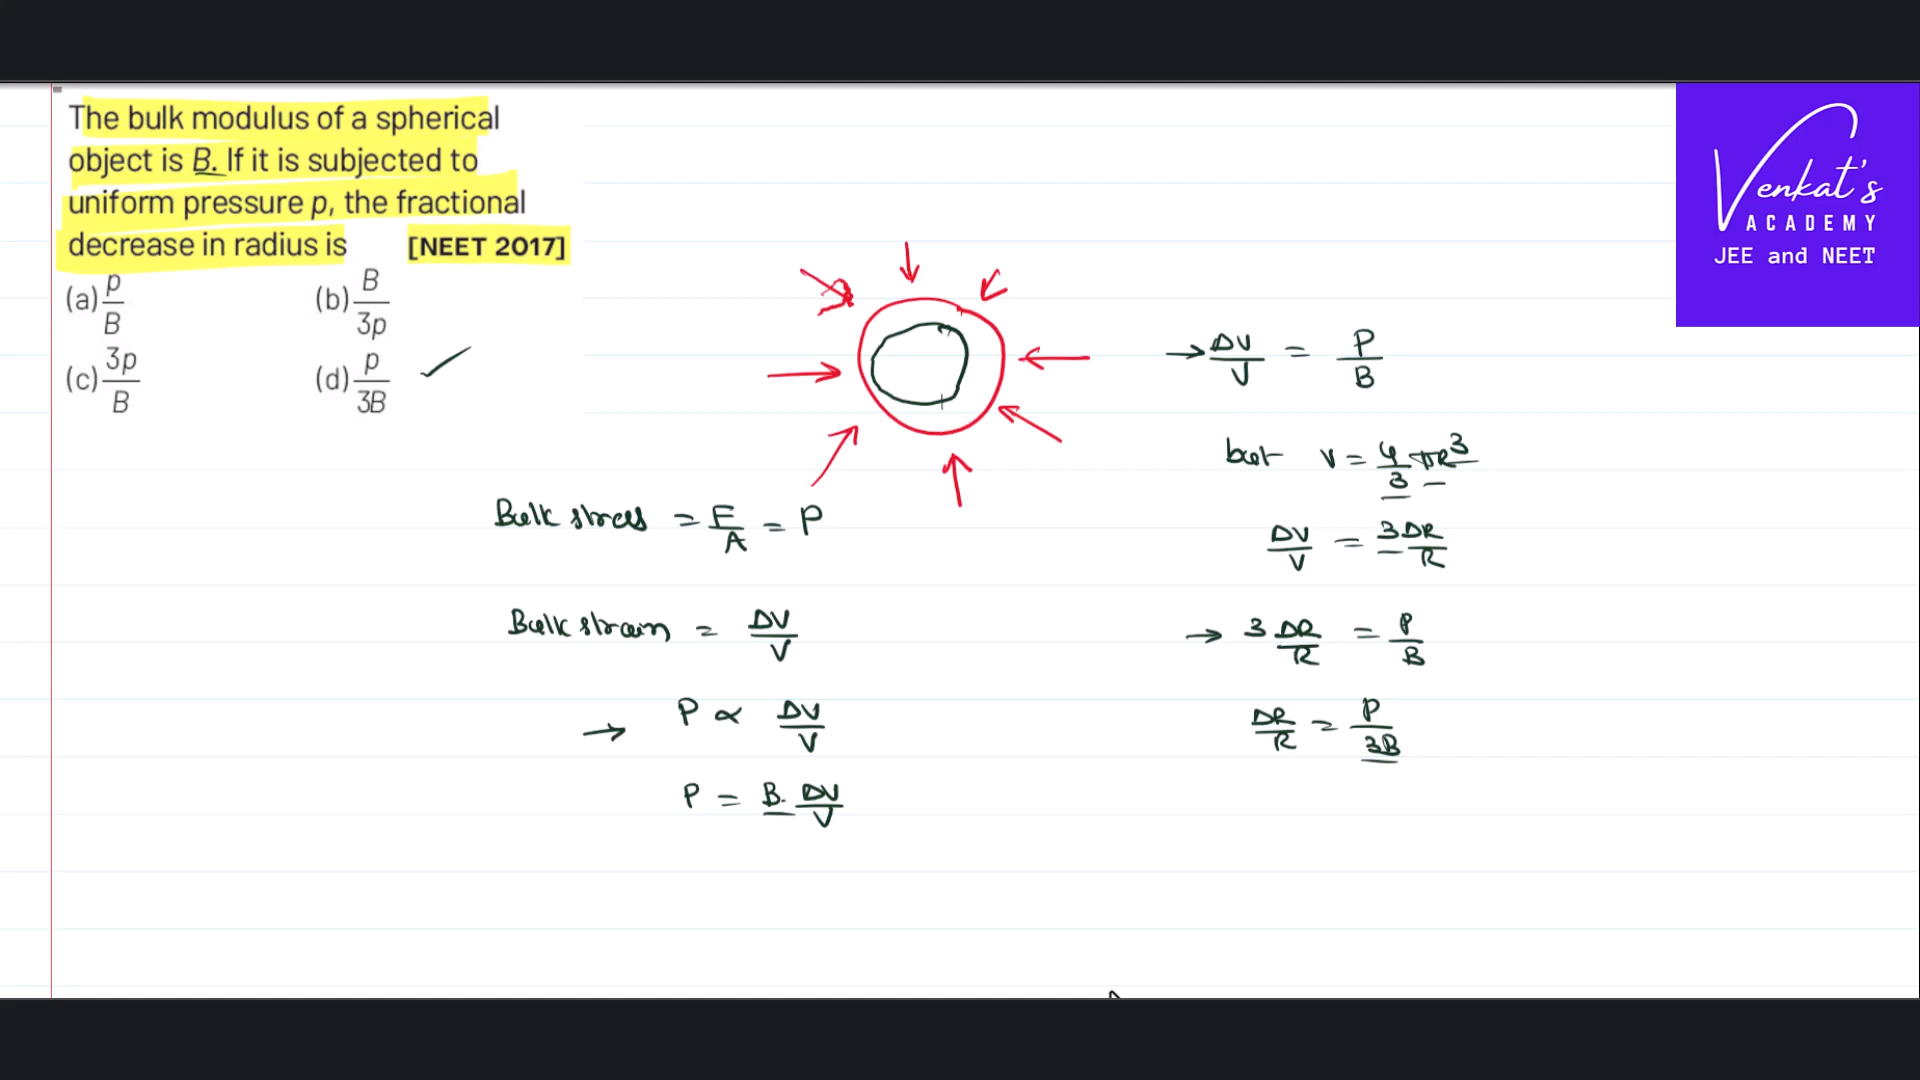 The bulk modulus of a spherical
object is B. If it is subjected to
uniform pressure p, the fractional
decrease in radius is [NEET 2017]
(a) p/B (b) B/3p
(c) 3p/B (d) p/3B ✓
Venkat's
ACADEMY
JEE and NEET
Bulk stress = F/A = P
Bulk strain = ΔV/V
→ P ∝ ΔV/V
P = B. ΔV/V
→ ΔV/V = P/B
but V = 4/3 πR³
ΔV/V = 3ΔR/R
→ 3 ΔR/R = P/B
ΔR/R = P/3B